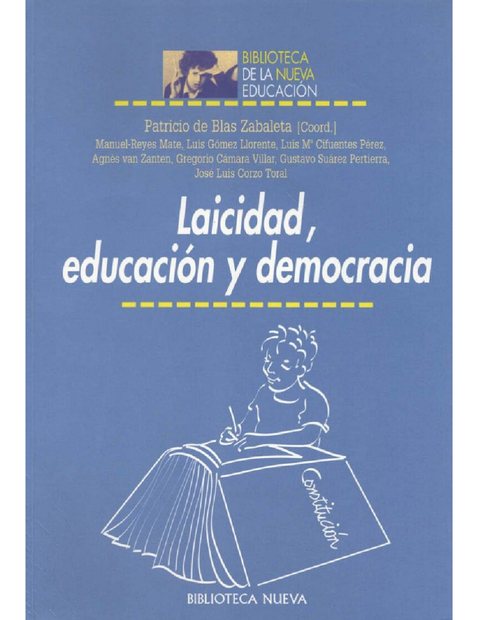 BIBLIOTECA
DE LA NUEVA
EDUCACIÓN
Patricio de Blas Zabaleta [Coord.]
Manuel-Reyes Mate, Luis Gómez Llorente, Luis Mª Cifuentes Pérez,
Agnès van Zanten, Gregorio Cámara Villar, Gustavo Suárez Pertierra,
José Luis Corzo Toral
Laicidad,
educación y democracia
Constitución
BIBLIOTECA NUEVA